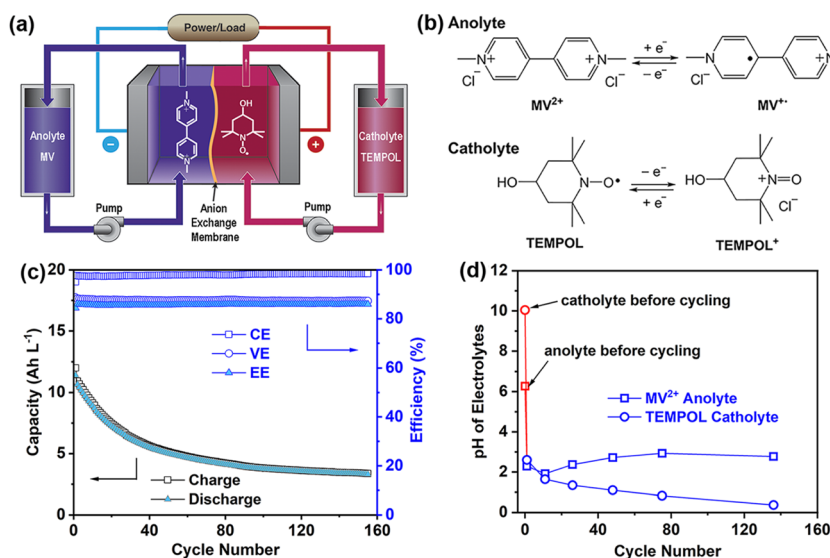 (a)
Power/Load
Anolyte
MV
Catholyte
TEMPOL
N
+
N
+
OH
N
O•
−
+
Pump
Pump
Anion
Exchange
Membrane
(b)
Anolyte
N+
N+
Cl−
Cl−
MV2+
+ e−
− e−
N
•
N+
Cl−
MV+•
Catholyte
HO
N−O•
TEMPOL
− e−
+ e−
HO
+
N=O
Cl−
TEMPOL+
(c)
20
15
10
5
0
Capacity (Ah L-1)
100
80
60
40
20
0
Efficiency (%)
CE
VE
EE
Charge
Discharge
0 40 80 120 160
Cycle Number
(d)
12
10
8
6
4
2
0
pH of Electrolytes
catholyte before cycling
anolyte before cycling
MV2+ Anolyte
TEMPOL Catholyte
0 40 80 120 160
Cycle Number